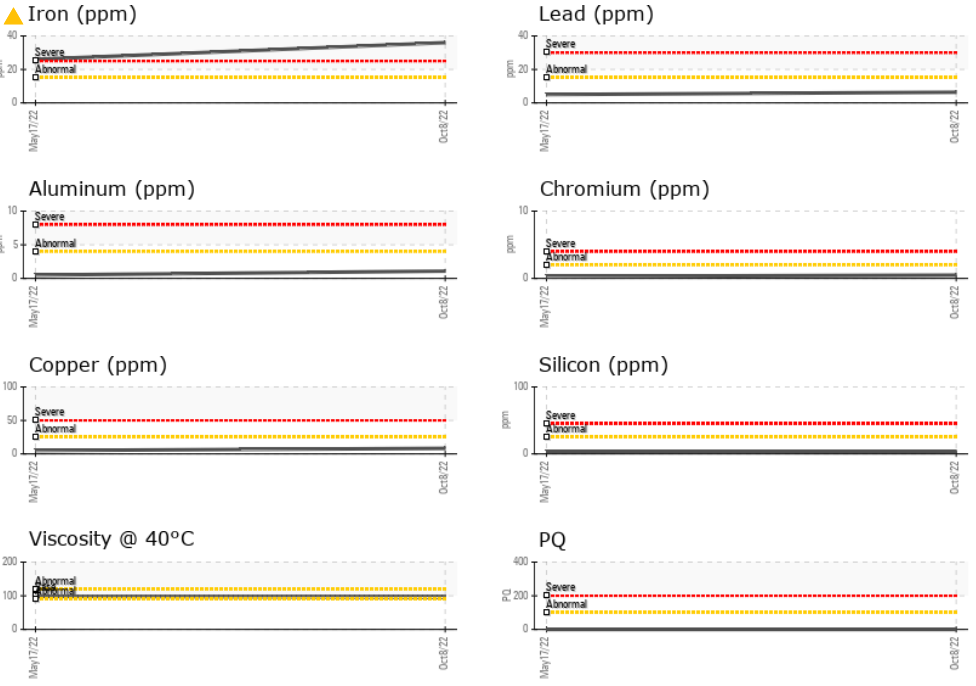 Iron (ppm)
40
20
0
ppm
Severe
Abnormal
May17/22
Oct8/22
Lead (ppm)
40
20
0
ppm
Severe
Abnormal
May17/22
Oct8/22
Aluminum (ppm)
10
5
0
ppm
Severe
Abnormal
May17/22
Oct8/22
Chromium (ppm)
10
5
0
ppm
Severe
Abnormal
May17/22
Oct8/22
Copper (ppm)
100
50
0
Severe
Abnormal
May17/22
Oct8/22
Silicon (ppm)
100
50
0
ppm
Severe
Abnormal
May17/22
Oct8/22
Viscosity @ 40°C
200
100
0
Abnormal
Abnormal
May17/22
Oct8/22
PQ
400
200
0
PQ
Severe
Abnormal
May17/22
Oct8/22